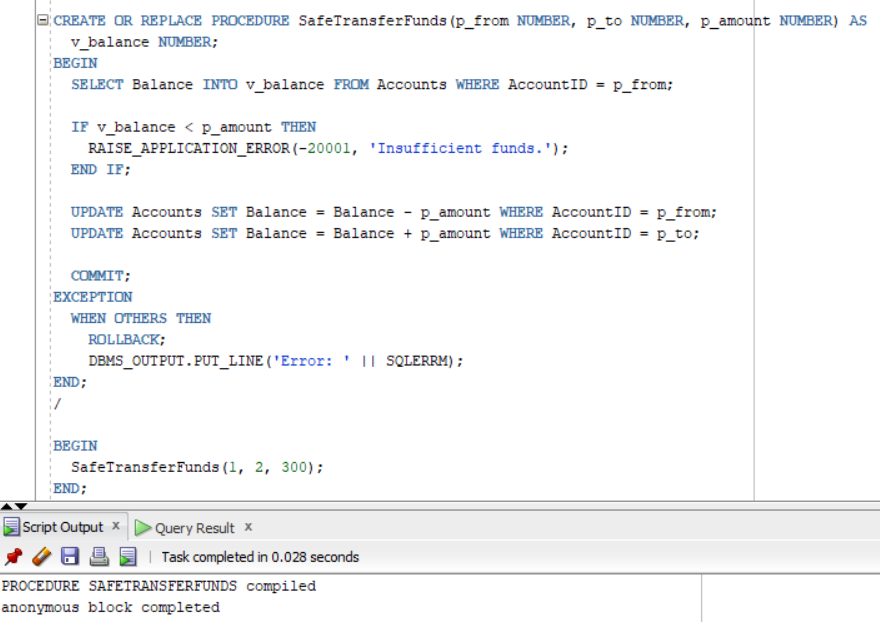 CREATE OR REPLACE PROCEDURE SafeTransferFunds(p_from NUMBER, p_to NUMBER, p_amount NUMBER) AS
  v_balance NUMBER;
BEGIN
  SELECT Balance INTO v_balance FROM Accounts WHERE AccountID = p_from;

  IF v_balance < p_amount THEN
    RAISE_APPLICATION_ERROR(-20001, 'Insufficient funds.');
  END IF;

  UPDATE Accounts SET Balance = Balance - p_amount WHERE AccountID = p_from;
  UPDATE Accounts SET Balance = Balance + p_amount WHERE AccountID = p_to;

  COMMIT;
EXCEPTION
  WHEN OTHERS THEN
    ROLLBACK;
    DBMS_OUTPUT.PUT_LINE('Error: ' || SQLERRM);
END;
/

BEGIN
  SafeTransferFunds(1, 2, 300);
END;
Script Output x Query Result x
Task completed in 0.028 seconds
PROCEDURE SAFETRANSFERFUNDS compiled
anonymous block completed